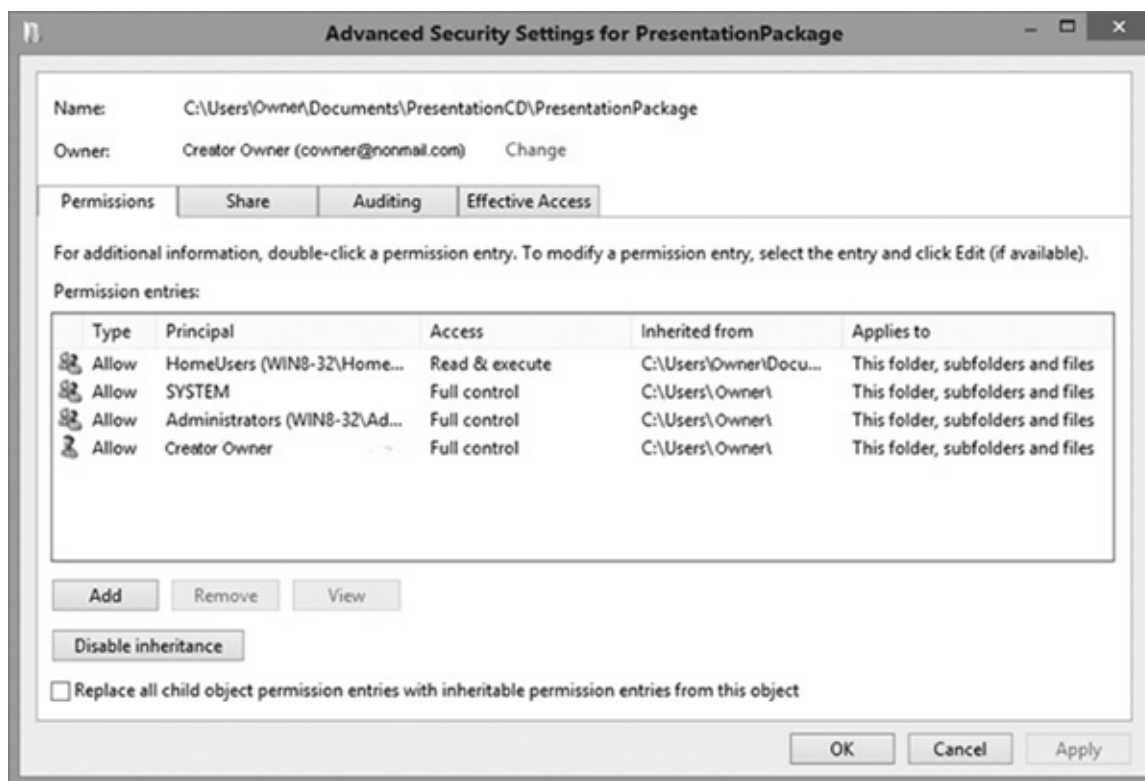 Advanced Security Settings for PresentationPackage
Name: C:\Users\Owner\Documents\PresentationCD\PresentationPackage
Owner: Creator Owner (cowner@nonmail.com) Change
Permissions Share Auditing Effective Access
For additional information, double-click a permission entry. To modify a permission entry, select the entry and click Edit (if available).
Permission entries:
Type Principal Access Inherited from Applies to
Allow HomeUsers (WIN8-32\Home... Read & execute C:\Users\Owner\Docu... This folder, subfolders and files
Allow SYSTEM Full control C:\Users\Owner\ This folder, subfolders and files
Allow Administrators (WIN8-32\Ad... Full control C:\Users\Owner\ This folder, subfolders and files
Allow Creator Owner Full control C:\Users\Owner\ This folder, subfolders and files
Add Remove View
Disable inheritance
Replace all child object permission entries with inheritable permission entries from this object
OK Cancel Apply